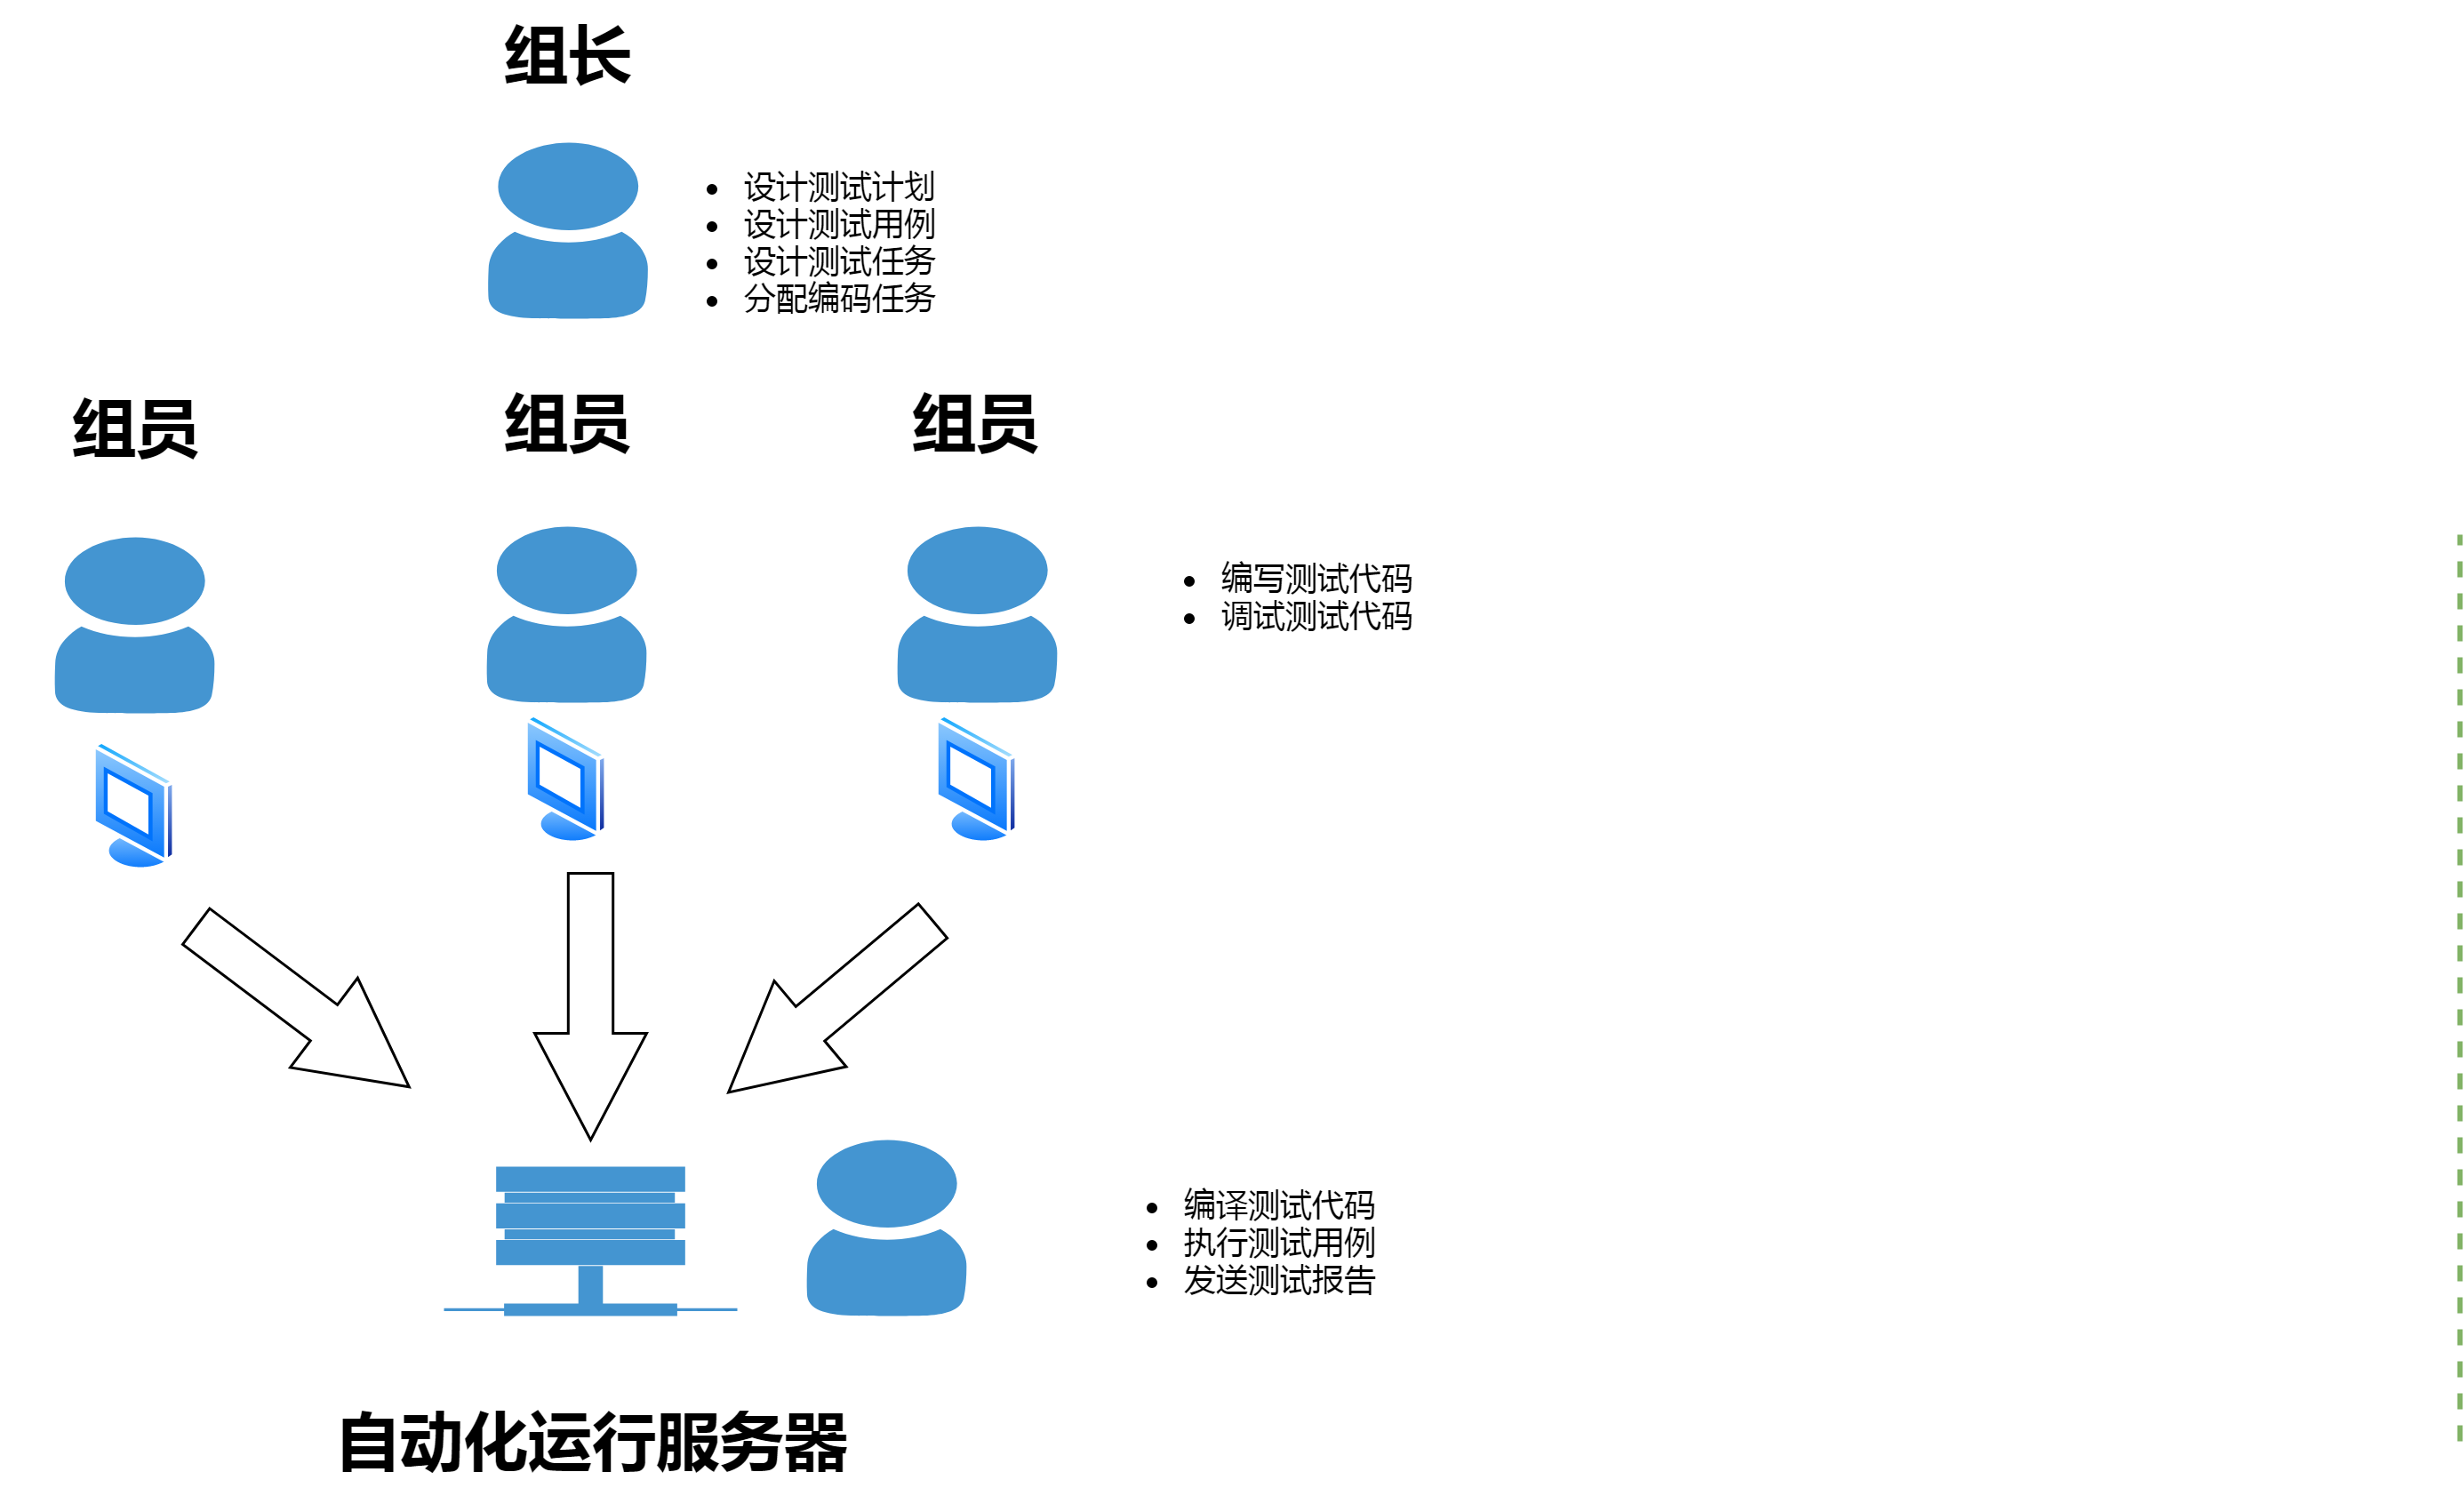 组长
设计测试计划
设计测试用例
设计测试任务
分配编码任务
组员
组员
组员
编写测试代码
调试测试代码
编译测试代码
执行测试用例
发送测试报告
自动化运行服务器